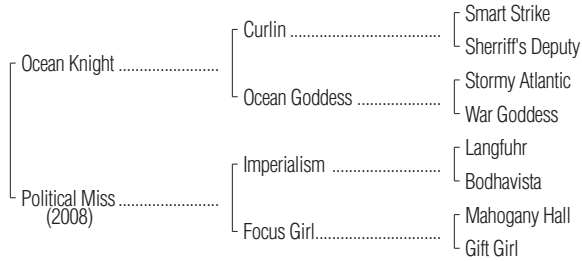 Smart Strike
Curlin ....................................
Sherriff's Deputy
Ocean Knight ........................
Stormy Atlantic
Ocean Goddess ....................
War Goddess
Langfuhr
Imperialism ..........................
Bodhavista
Political Miss ........................
(2008)
Mahogany Hall
Focus Girl..............................
Gift Girl